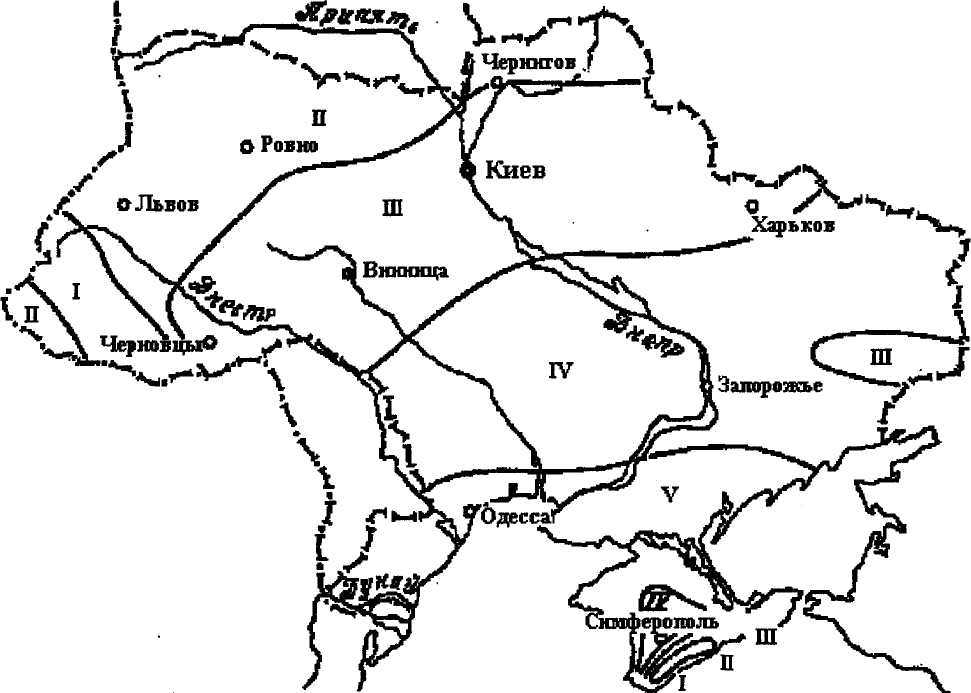 Припять
Чернигов
II
Ровно
Киев
Львов
III
Харьков
Винница
I
II
Днестр
Черновцы
Днепр
III
IV
Запорожье
V
Одесса
Дунай
IV
Симферополь
III
II
I